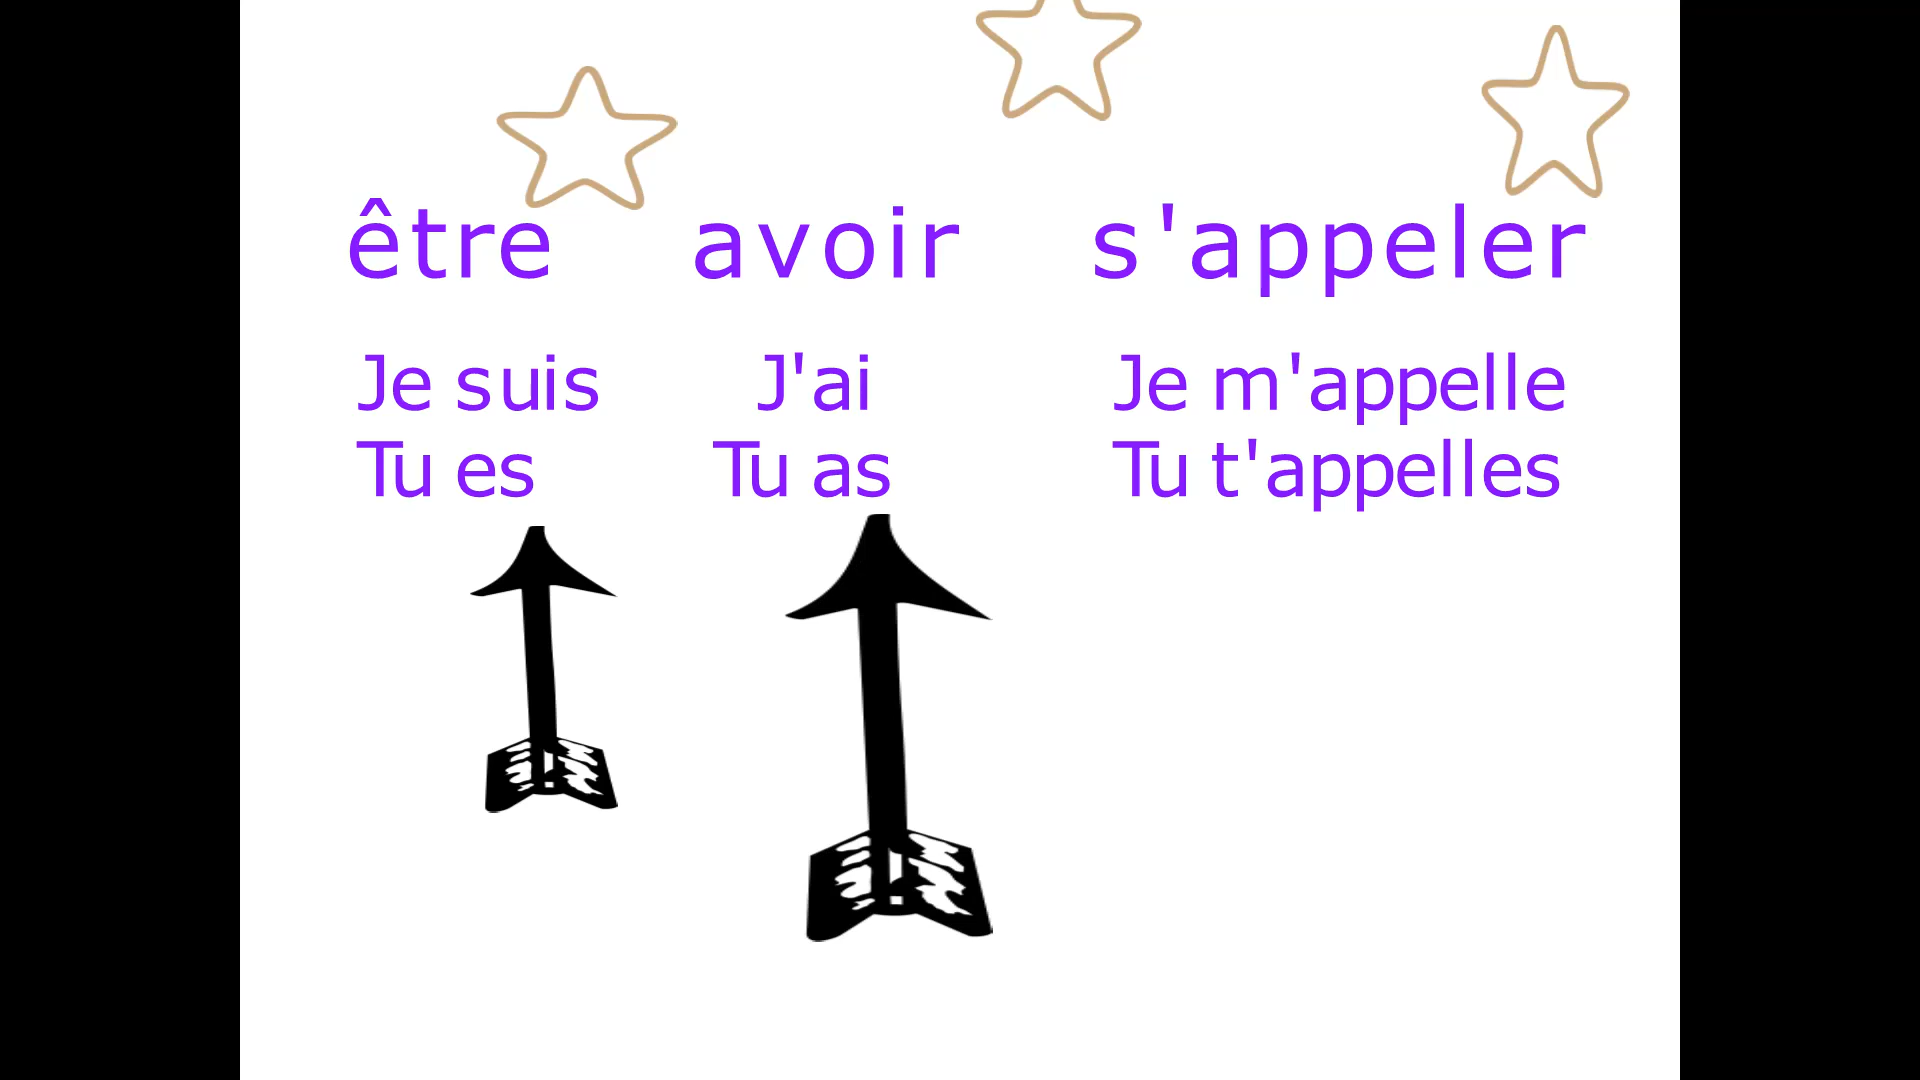 être avoir s'appeler
Je suis J'ai Je m'appelle
Tu es Tu as Tu t'appelles